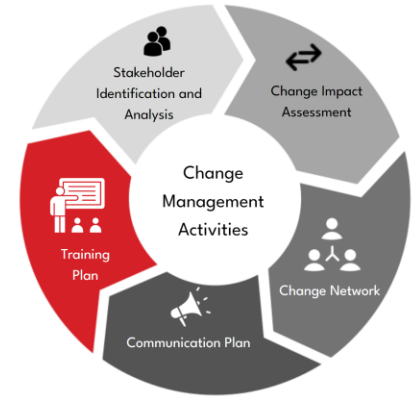 Stakeholder
Identification and
Analysis
Change Impact
Assessment
Change
Management
Activities
Training
Plan
Change Network
Communication Plan